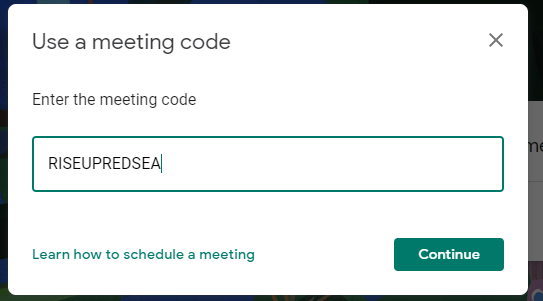 Use a meeting code
Enter the meeting code
RISEUPREDSEA
Learn how to schedule a meeting
Continue